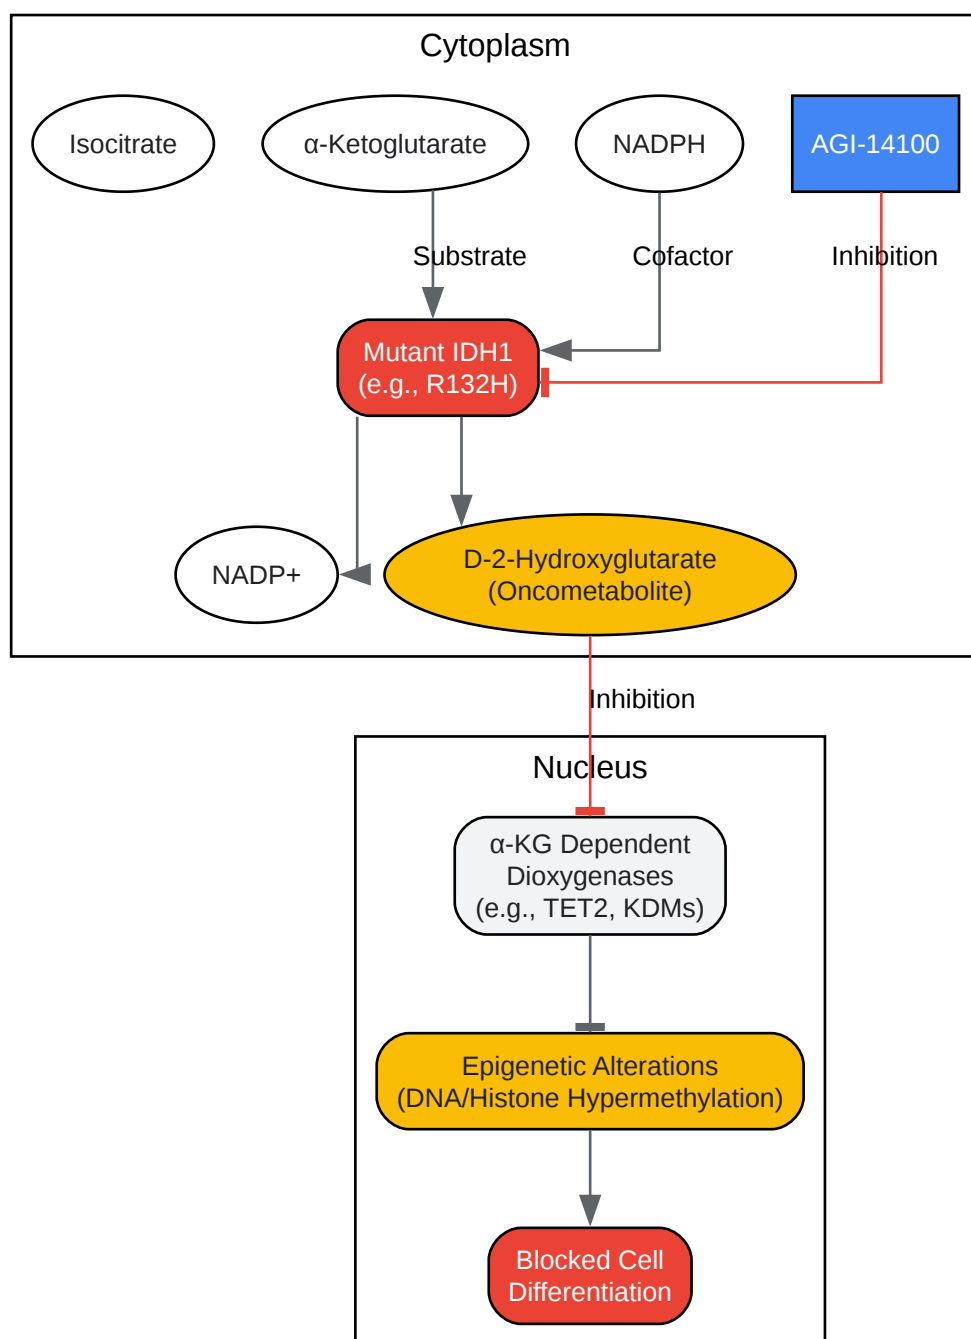 Cytoplasm
Isocitrate
α-Ketoglutarate
NADPH
AGI-14100
Substrate
Cofactor
Inhibition
Mutant IDH1
(e.g., R132H)
NADP+
D-2-Hydroxyglutarate
(Oncometabolite)
Inhibition
Nucleus
α-KG Dependent
Dioxygenases
(e.g., TET2, KDMs)
Epigenetic Alterations
(DNA/Histone Hypermethylation)
Blocked Cell
Differentiation